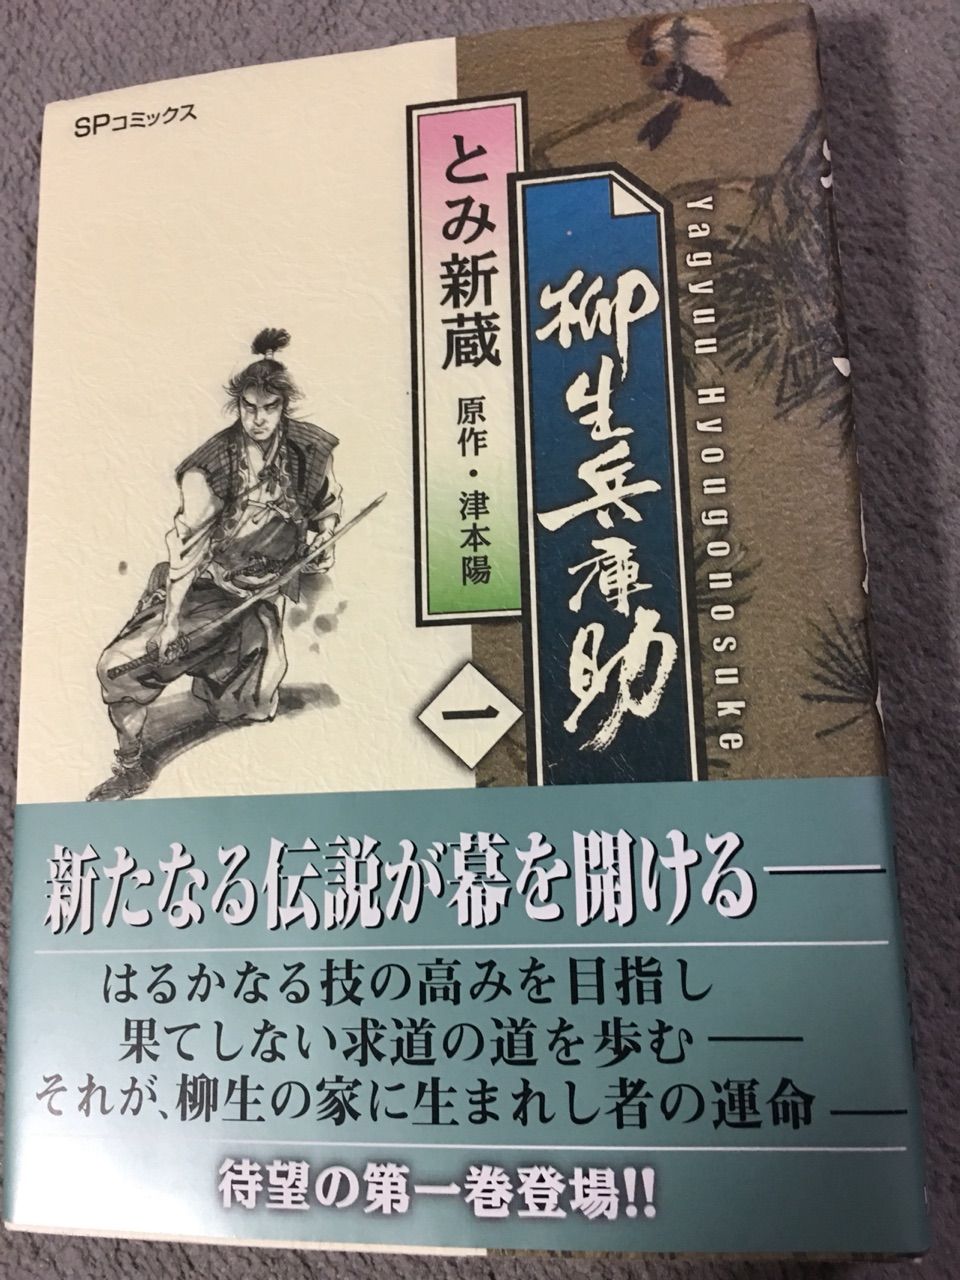 SPコミックス
とみ新蔵
原作・津本陽
柳生兵庫助
Yagyuu Hyougonosuke
一
新たなる伝説が幕を開ける──
はるかなる技の高みを目指し
果てしない求道の道を歩む──
それが、柳生の家に生まれし者の運命──
待望の第一巻登場!!